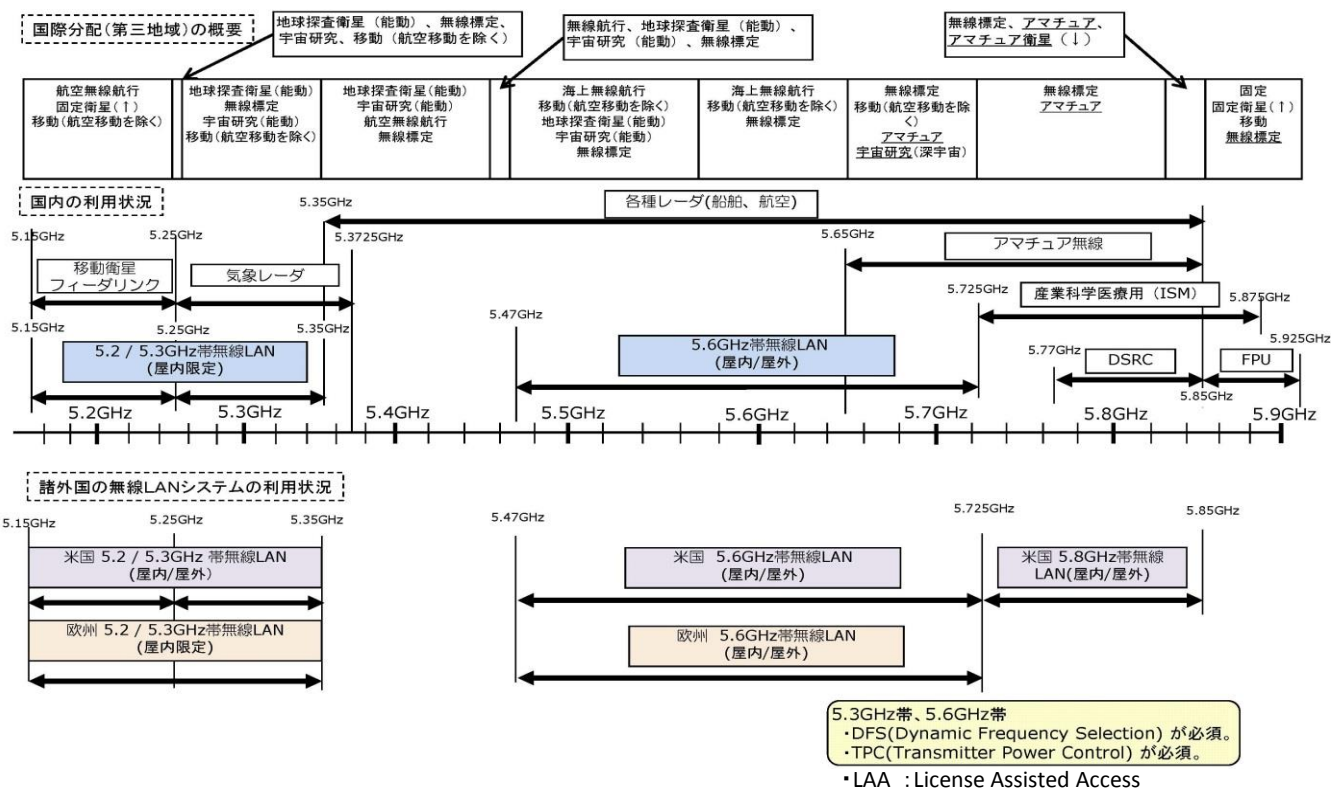 国際分配(第三地域)の概要
地球探査衛星(能動)、無線標定、
宇宙研究、移動(航空移動を除く)
無線航行、地球探査衛星(能動)、
宇宙研究(能動)、無線標定
無線標定、アマチュア、
アマチュア衛星(↓)
航空無線航行
固定衛星(↑)
移動(航空移動を除く)
地球探査衛星(能動)
無線標定
宇宙研究(能動)
移動(航空移動を除く)
地球探査衛星(能動)
宇宙研究(能動)
航空無線航行
無線標定
海上無線航行
移動(航空移動を除く)
地球探査衛星(能動)
宇宙研究(能動)
無線標定
海上無線航行
移動(航空移動を除く)
無線標定
無線標定
移動(航空移動を除
く)
アマチュア
宇宙研究(深宇宙)
無線標定
アマチュア
固定
固定衛星(↑)
移動
無線標定
国内の利用状況
5.35GHz
各種レーダ(船舶、航空)
5.15GHz
5.25GHz
5.3725GHz
5.65GHz
アマチュア無線
移動衛星
フィーダリンク
気象レーダ
5.725GHz
産業科学医療用(ISM)
5.875GHz
5.15GHz
5.25GHz
5.35GHz
5.47GHz
5.2 / 5.3GHz帯無線LAN
(屋内限定)
5.6GHz帯無線LAN
(屋内/屋外)
5.77GHz
DSRC
5.85GHz
FPU
5.925GHz
5.2GHz
5.3GHz
5.4GHz
5.5GHz
5.6GHz
5.7GHz
5.8GHz
5.9GHz
諸外国の無線LANシステムの利用状況
5.15GHz
5.25GHz
5.35GHz
5.47GHz
5.725GHz
5.85GHz
米国 5.2 / 5.3GHz 帯無線LAN
(屋内/屋外)
米国 5.6GHz帯無線LAN
(屋内/屋外)
米国 5.8GHz帯無線
LAN(屋内/屋外)
欧州 5.2 / 5.3GHz帯無線LAN
(屋内限定)
欧州 5.6GHz帯無線LAN
(屋内/屋外)
5.3GHz帯、5.6GHz帯
・DFS(Dynamic Frequency Selection) が必須。
・TPC(Transmitter Power Control) が必須。
・LAA :License Assisted Access